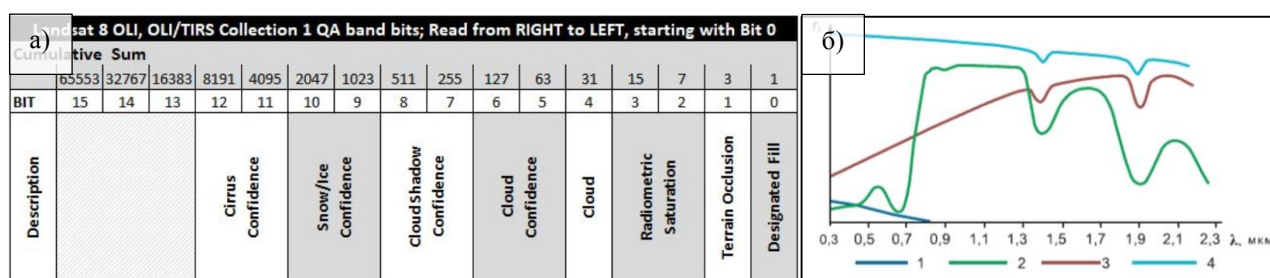 а)
Landsat 8 OLI, OLI/TIRS Collection 1 QA band bits; Read from RIGHT to LEFT, starting with Bit 0
Cumulative Sum
65553 32767 16383 8191 4095 2047 1023 511 255 127 63 31 15 7 3 1
BIT 15 14 13 12 11 10 9 8 7 6 5 4 3 2 1 0
Description
Cirrus
Confidence
Snow/Ice
Confidence
Cloud Shadow
Confidence
Cloud
Confidence
Cloud
Radiometric
Saturation
Terrain Occlusion
Designated Fill
б)
0,3 0,5 0,7 0,9 1,1 1,3 1,5 1,7 1,9 2,1 2,3 λ, мкм
1 2 3 4